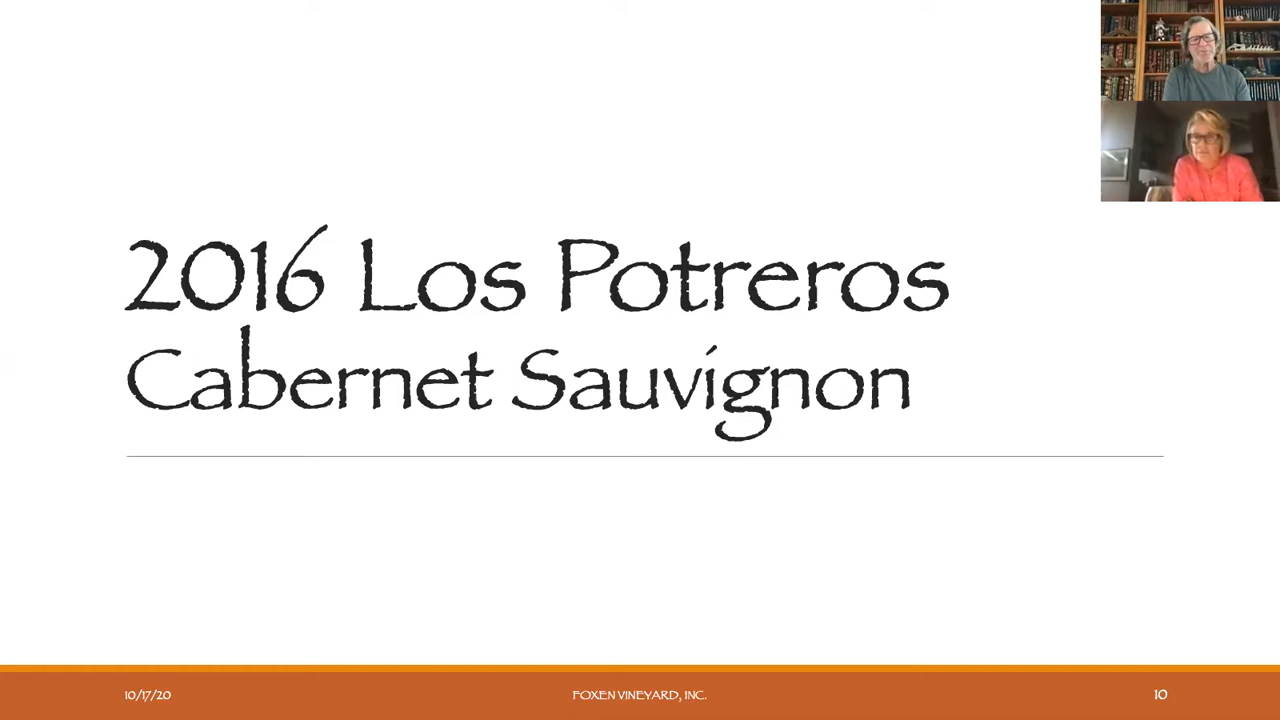 2016 Los Potreros
Cabernet Sauvignon
10/17/20
FOXEN VINEYARD, INC.
10